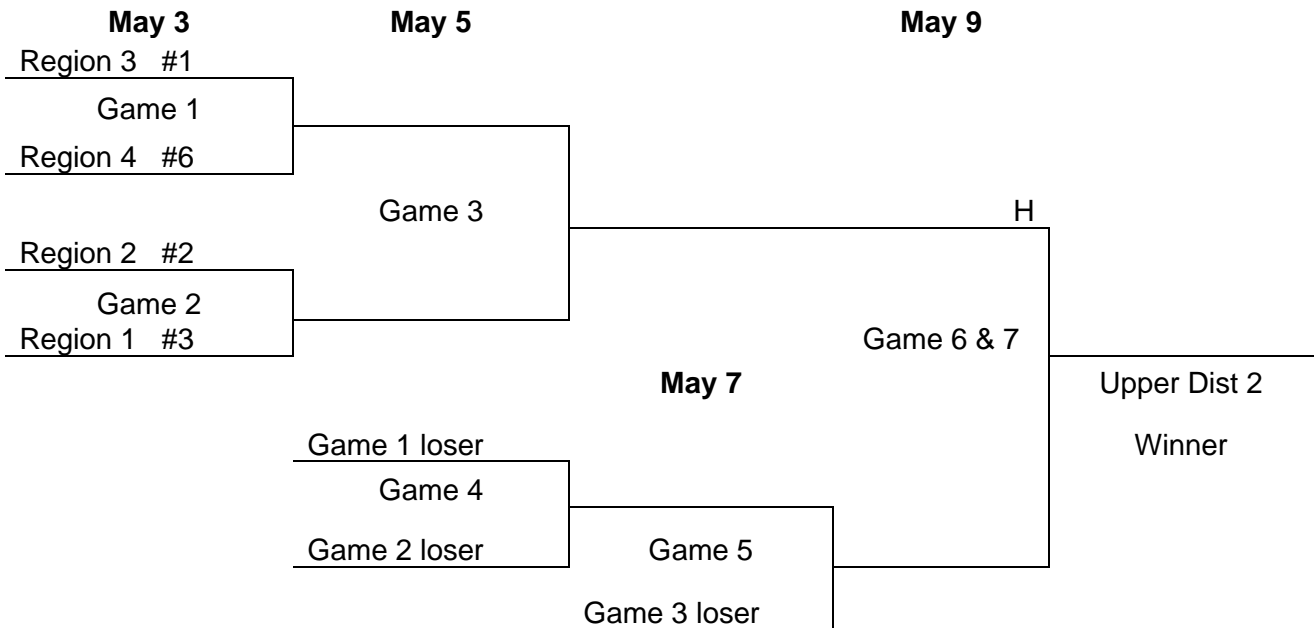 May 3 May 5 May 9
Region 3 #1
Game 1
Region 4 #6
Game 3 H
Region 2 #2
Game 2
Region 1 #3 Game 6 & 7
May 7 Upper Dist 2
Game 1 loser Winner
Game 4
Game 2 loser Game 5
Game 3 loser